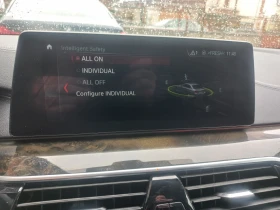 Intelligent Safety
ALL ON
INDIVIDUAL
ALL OFF
Configure INDIVIDUAL